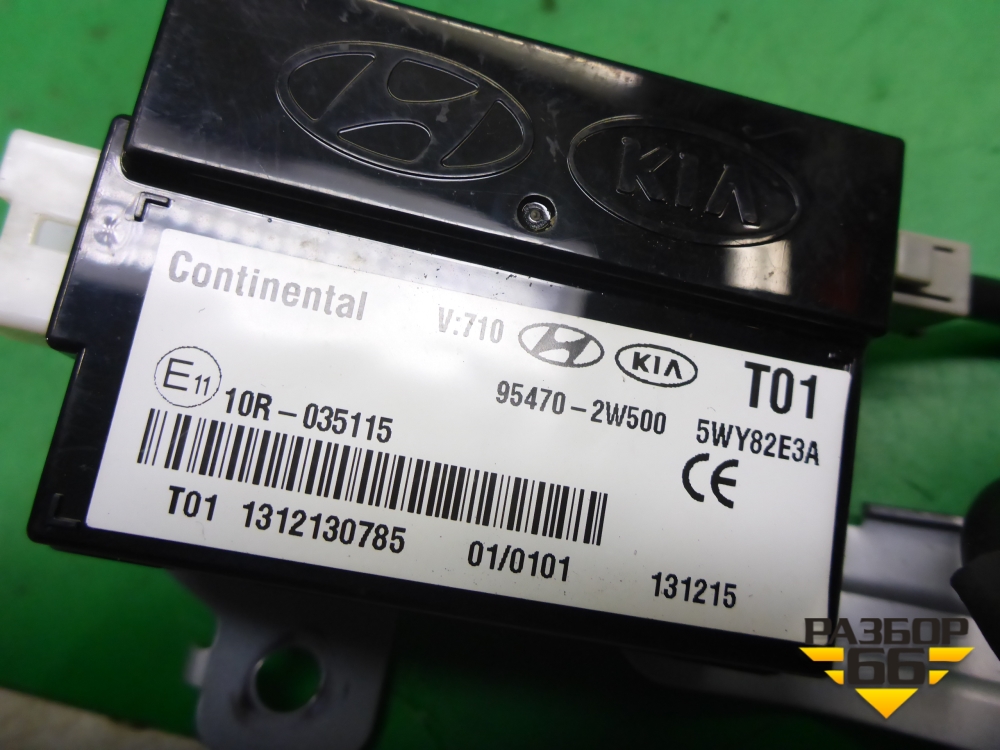 KIA
Continental
V:710
KIA
T01
95470-2W500
5WY82E3A
E11
10R-035115
CE
T01 1312130785
01/0101
131215
РАЗБОР
66